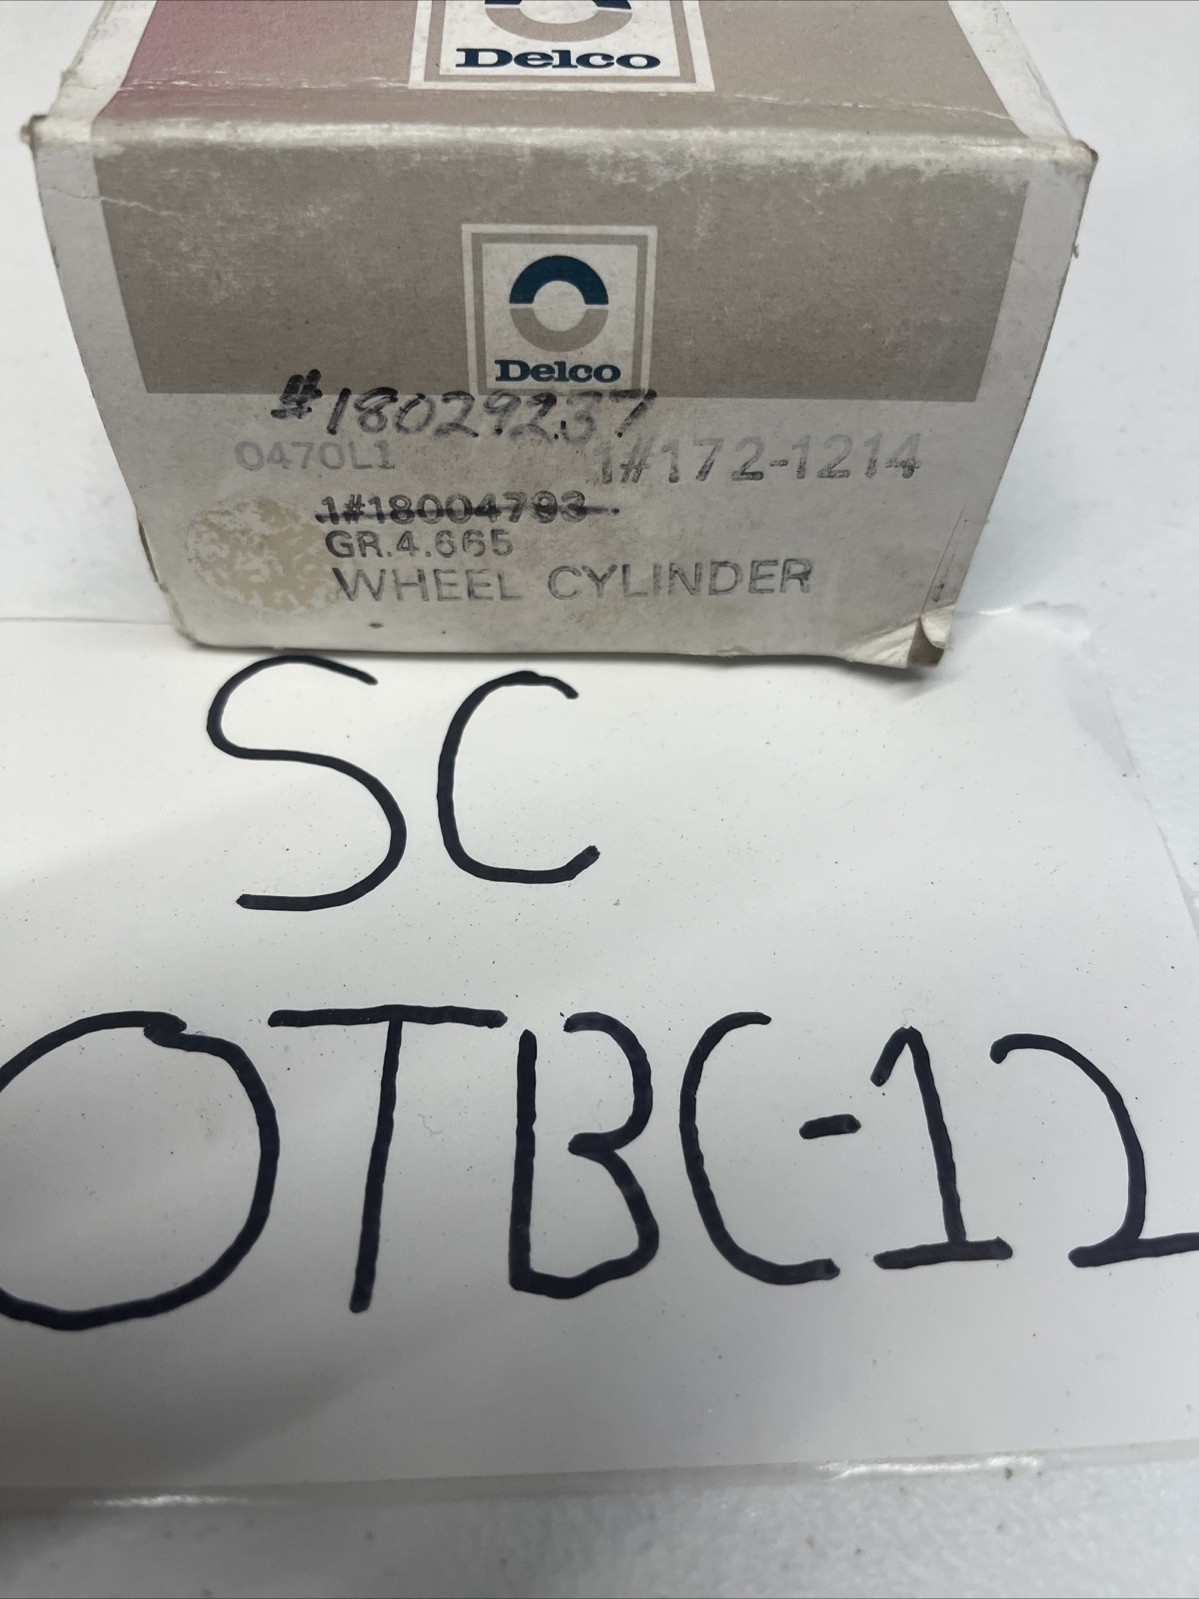 Delco
Delco
#18029237
0470L1 1#172-1214
1#18004793
GR.4.665
WHEEL CYLINDER
SC
OTBC-12